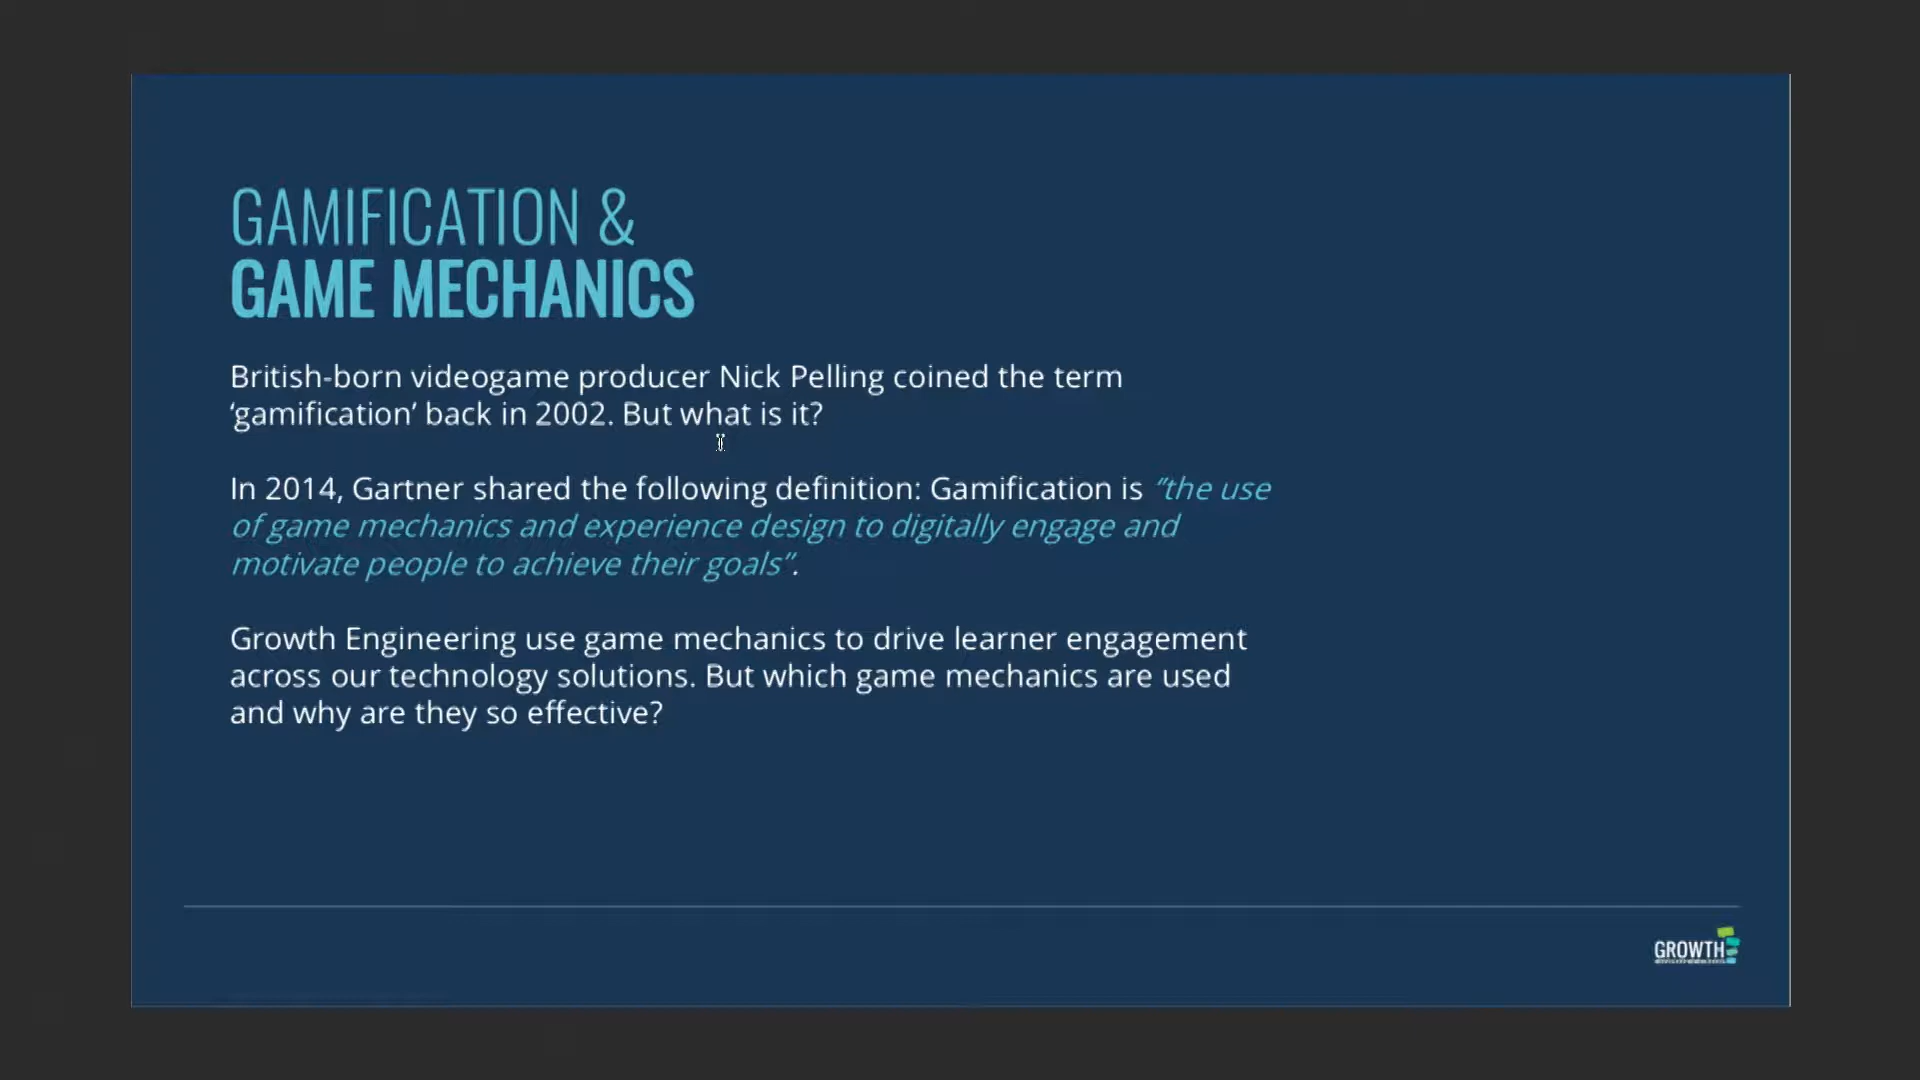 GAMIFICATION &
GAME MECHANICS
British-born videogame producer Nick Pelling coined the term
‘gamification’ back in 2002. But what is it?
In 2014, Gartner shared the following definition: Gamification is “the use
of game mechanics and experience design to digitally engage and
motivate people to achieve their goals”.
Growth Engineering use game mechanics to drive learner engagement
across our technology solutions. But which game mechanics are used
and why are they so effective?
GROWTH